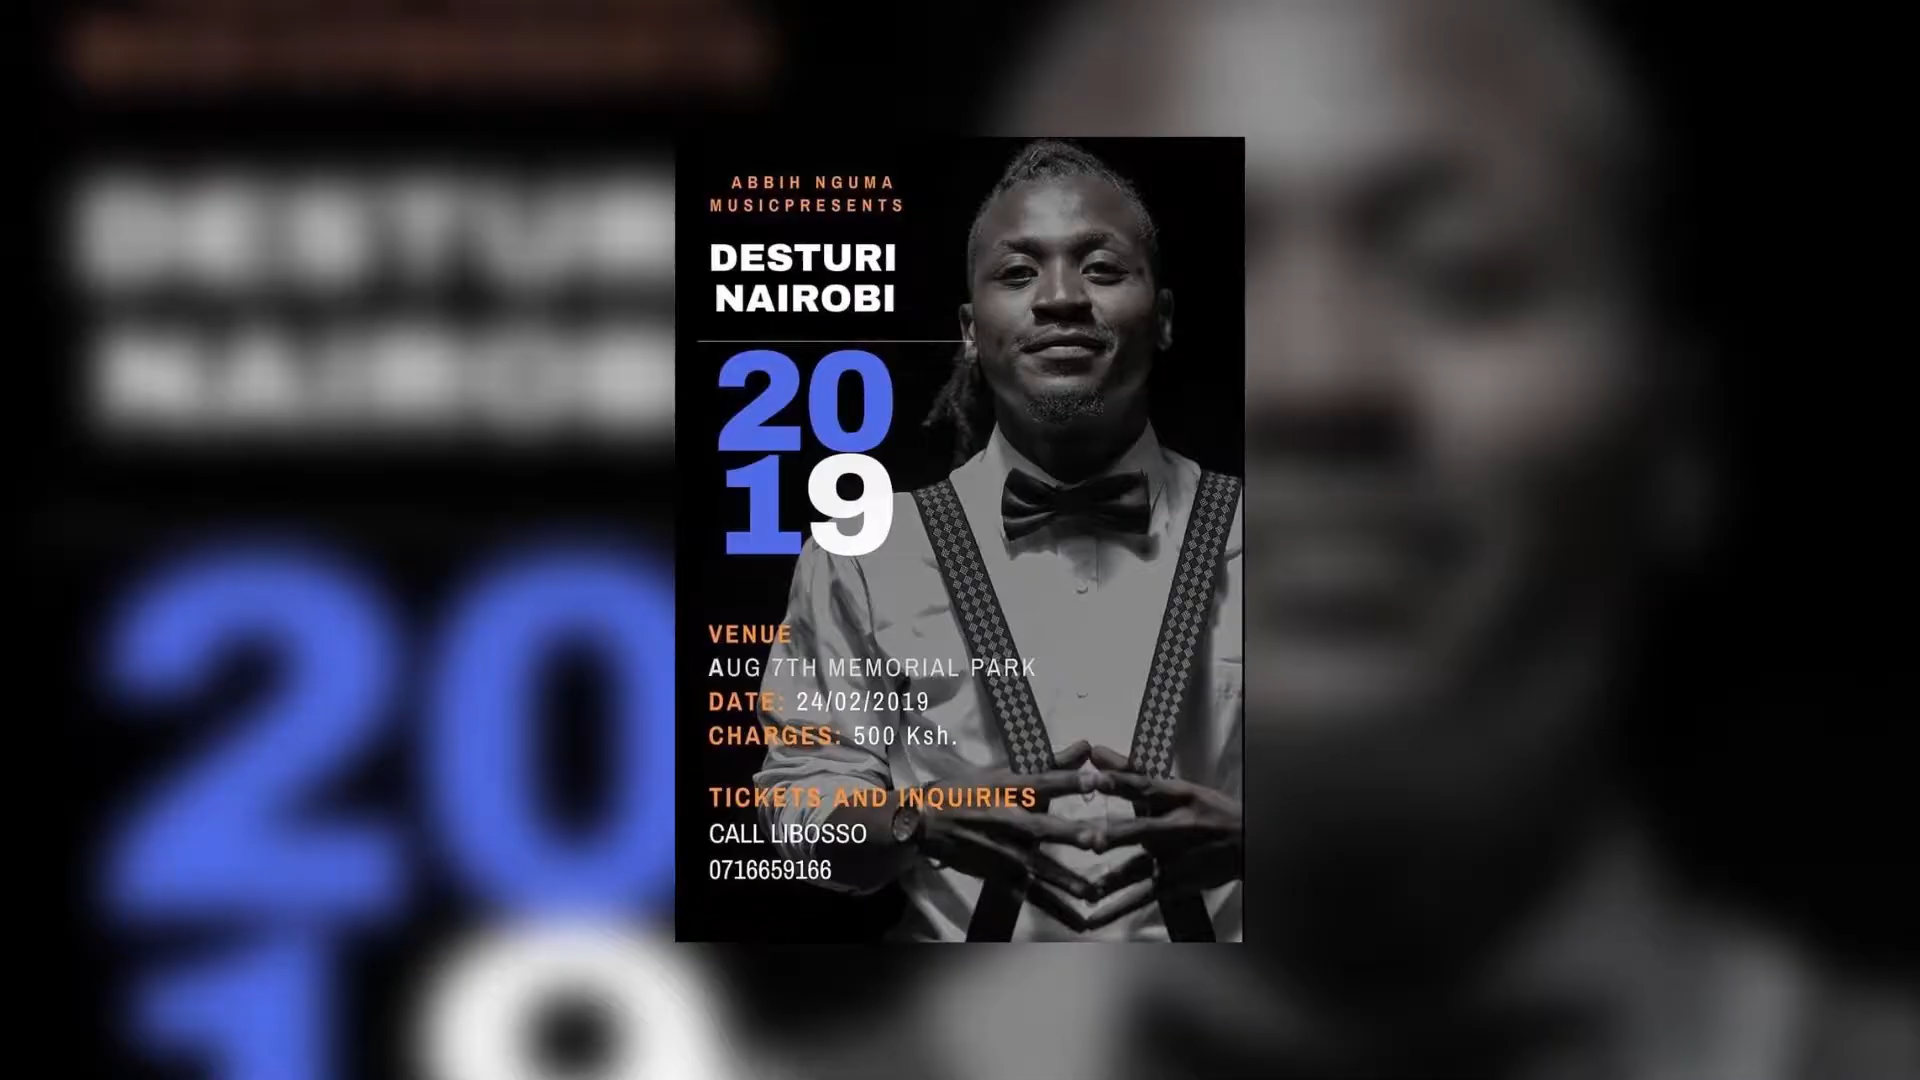 ABBIH NGUMA
MUSICPRESENTS
DESTURI
NAIROBI
20
19
VENUE
AUG 7TH MEMORIAL PARK
DATE: 24/02/2019
CHARGES: 500 Ksh.
TICKETS AND INQUIRIES
CALL LIBOSSO
0716659166